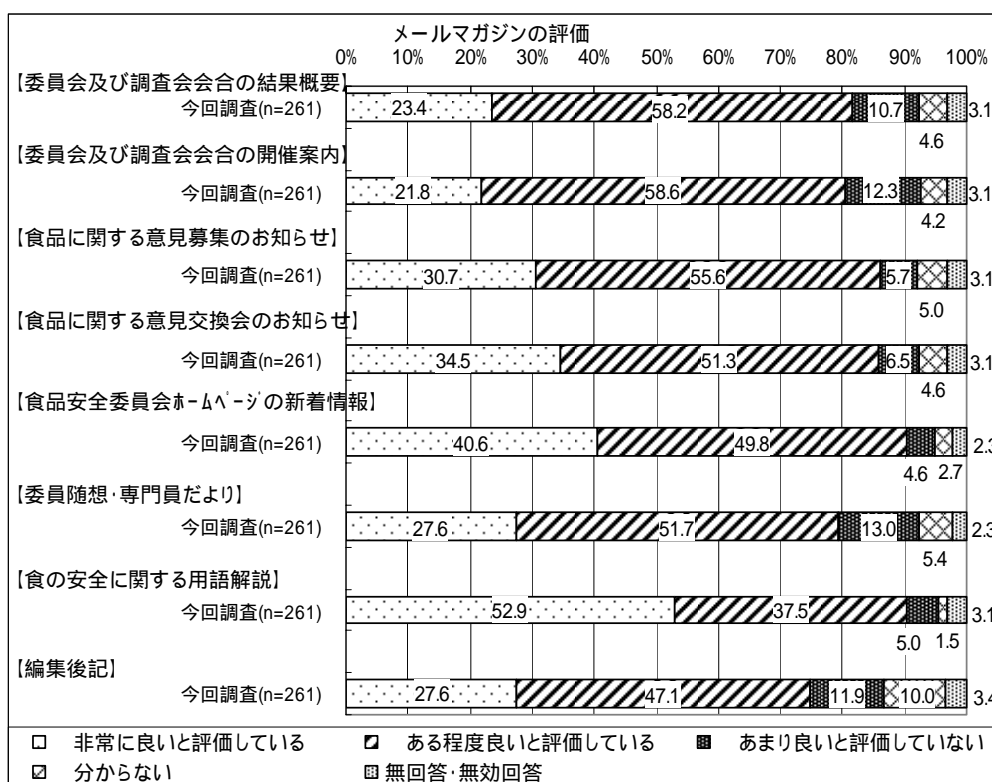 メールマガジンの評価
0% 10% 20% 30% 40% 50% 60% 70% 80% 90% 100%
【委員会及び調査会会合の結果概要】
今回調査(n=261) 23.4 58.2 10.7 3.1
4.6
【委員会及び調査会会合の開催案内】
今回調査(n=261) 21.8 58.6 12.3 3.1
4.2
【食品に関する意見募集のお知らせ】
今回調査(n=261) 30.7 55.6 5.7 3.1
5.0
【食品に関する意見交換会のお知らせ】
今回調査(n=261) 34.5 51.3 6.5 3.1
4.6
【食品安全委員会ホームページの新着情報】
今回調査(n=261) 40.6 49.8 2.3
4.6 2.7
【委員随想・専門員だより】
今回調査(n=261) 27.6 51.7 13.0 2.3
5.4
【食の安全に関する用語解説】
今回調査(n=261) 52.9 37.5 3.1
5.0 1.5
【編集後記】
今回調査(n=261) 27.6 47.1 11.9 10.0 3.4
非常に良いと評価している ある程度良いと評価している あまり良いと評価していない
分からない 無回答・無効回答